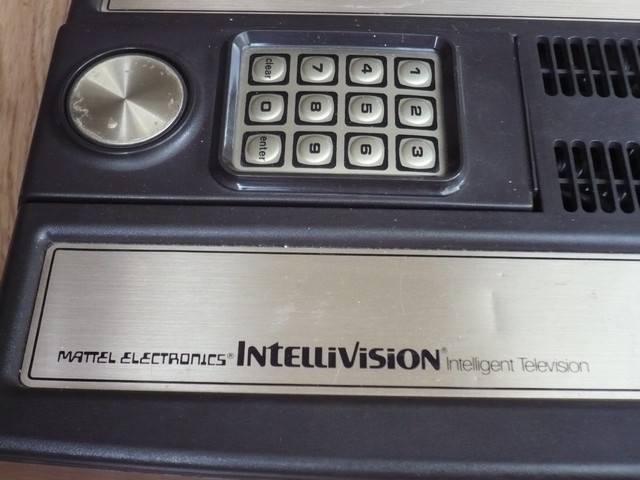 clear 7 4 1
0 8 5 2
enter 9 6 3
MATTEL ELECTRONICS® INTELLIVISION® Intelligent Television